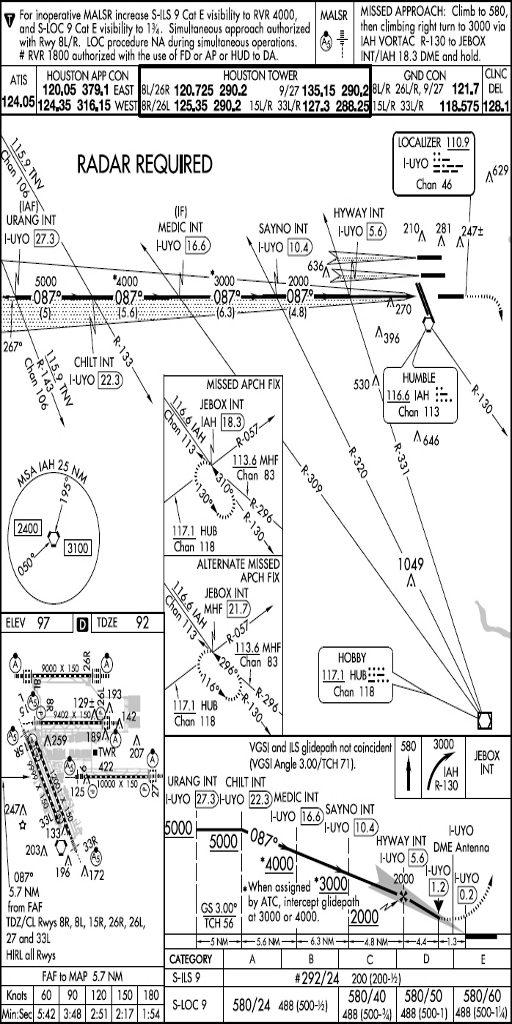 For inoperative MALSR increase S-ILS 9 Cat E visibility to RVR 4000,
and S-LOC 9 Cat E visibility to 1¾. Simultaneous approach authorized
with Rwy 8L/R. LOC procedure NA during simultaneous operations.
# RVR 1800 authorized with the use of FD or AP or HUD to DA.
MALSR
MISSED APPROACH: Climb to 580,
then climbing right turn to 3000 via
IAH VORTAC R-130 to JEBOX
INT/IAH 18.3 DME and hold.
ATIS
124.05
HOUSTON APP CON
120.05 379.1 EAST
124.35 316.15 WEST
HOUSTON TOWER
8L/26R 120.725 290.2 9/27 135.15 290.2
8R/26L 125.35 290.2 15L/R 33L/R 127.3 288.25
GND CON
8L/R 26L/R, 9/27 121.7
15L/R 33L/R 118.575
CLNC
DEL
128.1
RADAR REQUIRED
LOCALIZER 110.9
I-UYO
Chan 46
115.9 TNV
Chan 106
(IAF)
URANG INT
I-UYO 27.3
(IF)
MEDIC INT
I-UYO 16.6
SAYNO INT
I-UYO 10.4
HYWAY INT
I-UYO 5.6
629
210
281
247±
636
270
396
530
646
1049
5000
087°
(5)
*4000
087°
(5.6)
*3000
087°
(6.3)
2000
087°
(4.8)
267°
115.9 TNV
R-143
Chan 106
R-133
CHILT INT
I-UYO 22.3
HUMBLE
116.6 IAH
Chan 113
R-130
R-309
R-320
R-331
MISSED APCH FIX
116.6 IAH
Chan 113
JEBOX INT
IAH 18.3
R-057
113.6 MHF
Chan 83
310°
130°
R-296
R-130
117.1 HUB
Chan 118
ALTERNATE MISSED
APCH FIX
116.6 IAH
Chan 113
JEBOX INT
MHF 21.7
R-057
113.6 MHF
Chan 83
296°
116°
R-296
R-130
117.1 HUB
Chan 118
MSA IAH 25 NM
195°
2400
3100
050°
HOBBY
117.1 HUB
Chan 118
ELEV 97
D TDZE 92
9000 X 150
26R
8L
8R
9402 X 150
129±
26L
193
142
189
259
TWR
422
207
10000 X 150
125
27
247
133
33L
33R
203
196
172
087°
5.7 NM
from FAF
TDZ/CL Rwys 8R, 8L, 15R, 26R, 26L,
27 and 33L
HIRL all Rwys
FAF to MAP 5.7 NM
Knots 60 90 120 150 180
Min:Sec 5:42 3:48 2:51 2:17 1:54
VGSI and ILS glidepath not coincident
(VGSI Angle 3.00/TCH 71).
580
3000
IAH
R-130
JEBOX
INT
URANG INT
I-UYO 27.3
CHILT INT
I-UYO 22.3
MEDIC INT
I-UYO 16.6
SAYNO INT
I-UYO 10.4
HYWAY INT
I-UYO 5.6
I-UYO
DME Antenna
I-UYO
1.2
I-UYO
0.2
5000
5000
087°
*4000
*3000
2000
2000
*When assigned
by ATC, intercept glidepath
at 3000 or 4000.
GS 3.00°
TCH 56
5 NM 5.6 NM 6.3 NM 4.8 NM 4.4 1.3
CATEGORY A B C D E
S-ILS 9 #292/24 200 (200-½)
S-LOC 9 580/24 488 (500-½) 580/40 488 (500-¾) 580/50 488 (500-1) 580/60 488 (500-1¼)